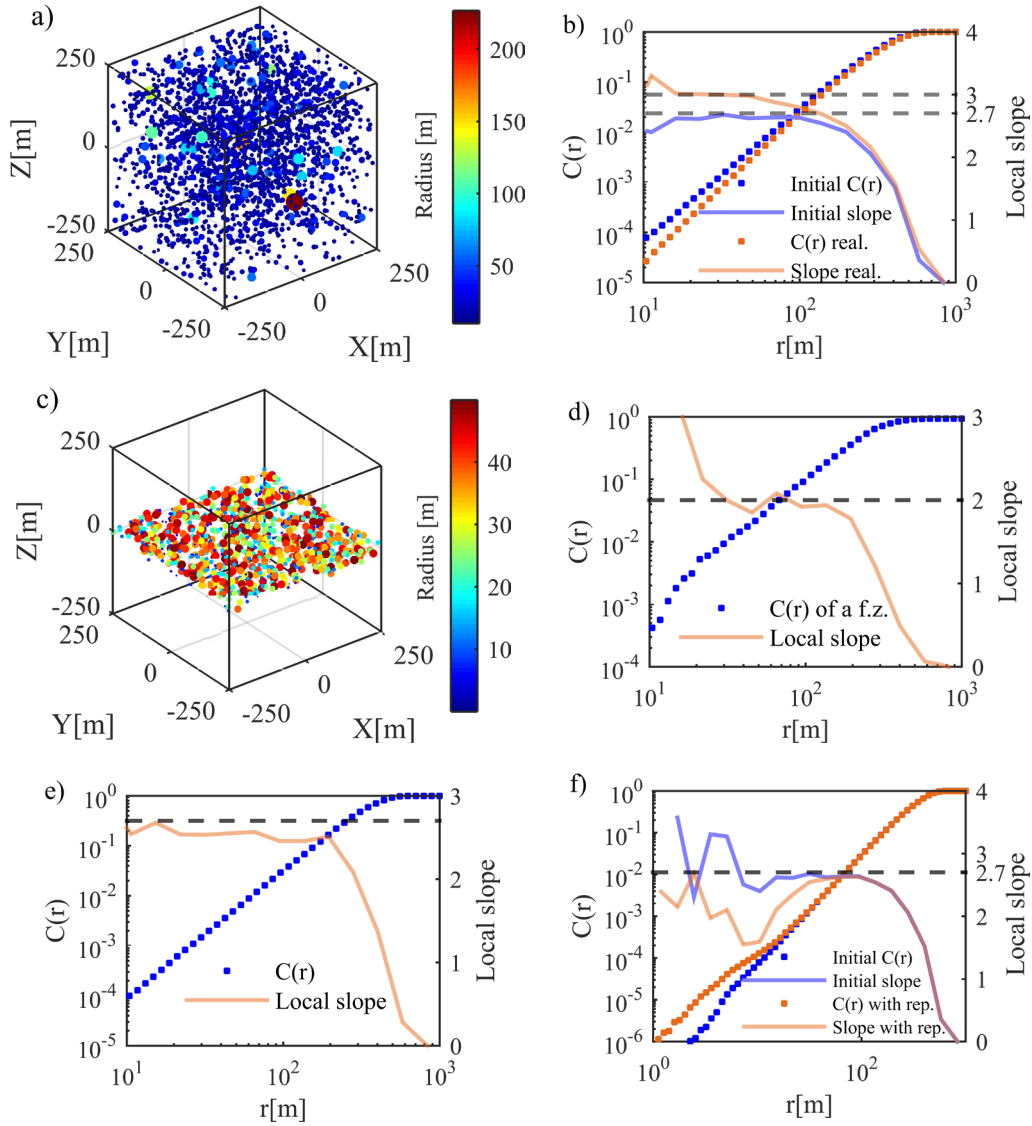 a)
250
0
-250
Z[m]
250
0
-250
Y[m]
-250
0
250
X[m]
200
150
100
50
Radius [m]
b)
10^0
10^-1
10^-2
10^-3
10^-4
10^-5
C(r)
10^1
10^2
10^3
r[m]
4
3
2.7
2
1
0
Local slope
Initial C(r)
Initial slope
C(r) real.
Slope real.
c)
250
0
-250
Z[m]
250
0
-250
Y[m]
-250
0
250
X[m]
40
30
20
10
Radius [m]
d)
10^0
10^-1
10^-2
10^-3
10^-4
C(r)
10^1
10^2
10^3
r[m]
3
2
1
0
Local slope
C(r) of a f.z.
Local slope
e)
10^0
10^-1
10^-2
10^-3
10^-4
10^-5
C(r)
10^1
10^2
10^3
r[m]
3
2
1
0
Local slope
C(r)
Local slope
f)
10^0
10^-1
10^-2
10^-3
10^-4
10^-5
10^-6
C(r)
10^0
10^2
r[m]
4
3
2.7
2
1
0
Local slope
Initial C(r)
Initial slope
C(r) with rep.
Slope with rep.